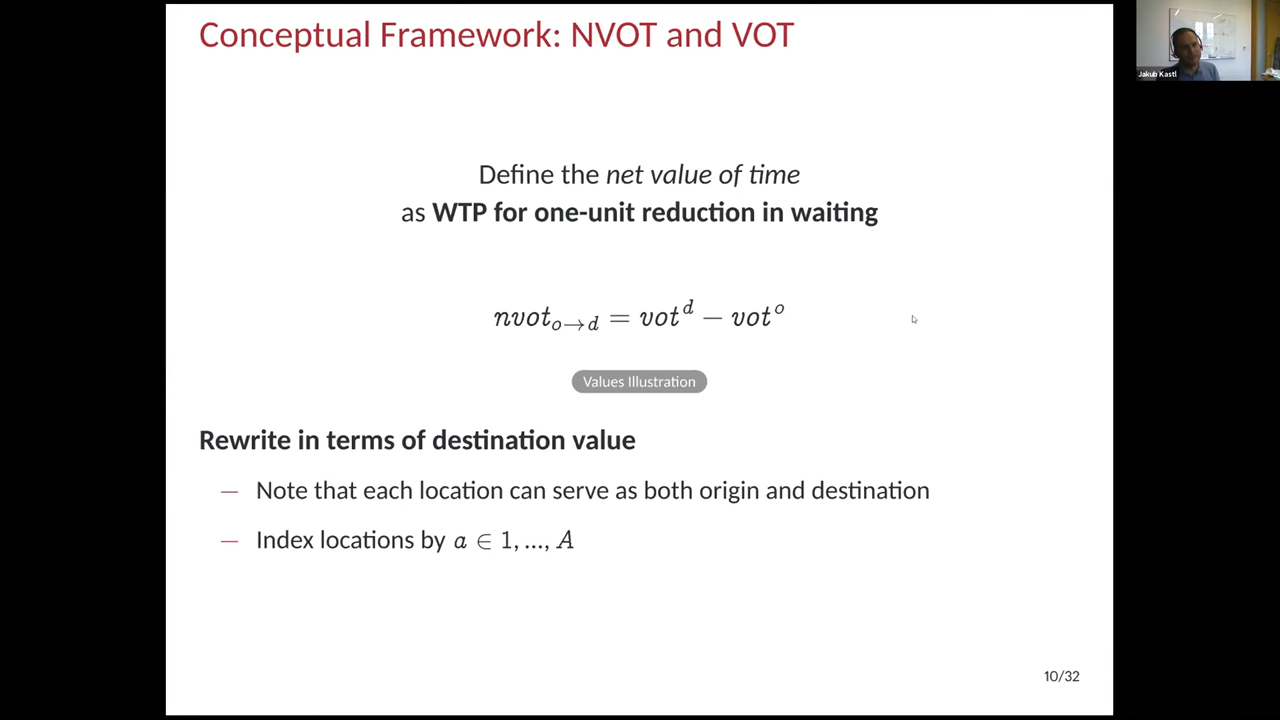 Conceptual Framework: NVOT and VOT
Jakub Kastl
Define the net value of time
as WTP for one-unit reduction in waiting
nvot_{o→d} = vot^d − vot^o
Values Illustration
Rewrite in terms of destination value
— Note that each location can serve as both origin and destination
— Index locations by a ∈ 1, ..., A
10/32